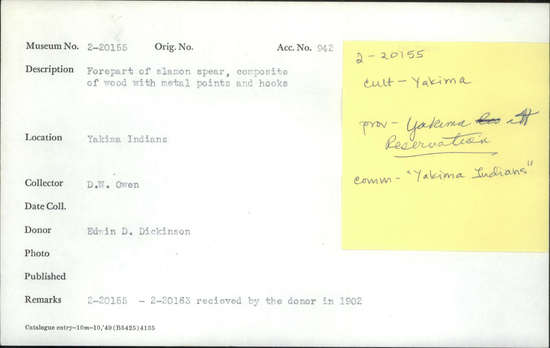 Museum No. 2-20155 Orig. No. Acc. No. 942
Description Forepart of slamon spear, composite
of wood with metal points and hooks
Location Yakima Indians
Collector D.N. Owen
Date Coll.
Donor Edwin D. Dickinson
Photo
Published
Remarks 2-20155 - 2-20163 recieved by the donor in 1902
Catalogue entry-10m-10,'49 (B5425) 4135
2-20155
cult - Yakima
prov - Yakima
Reservation
comm - "Yakima Indians"